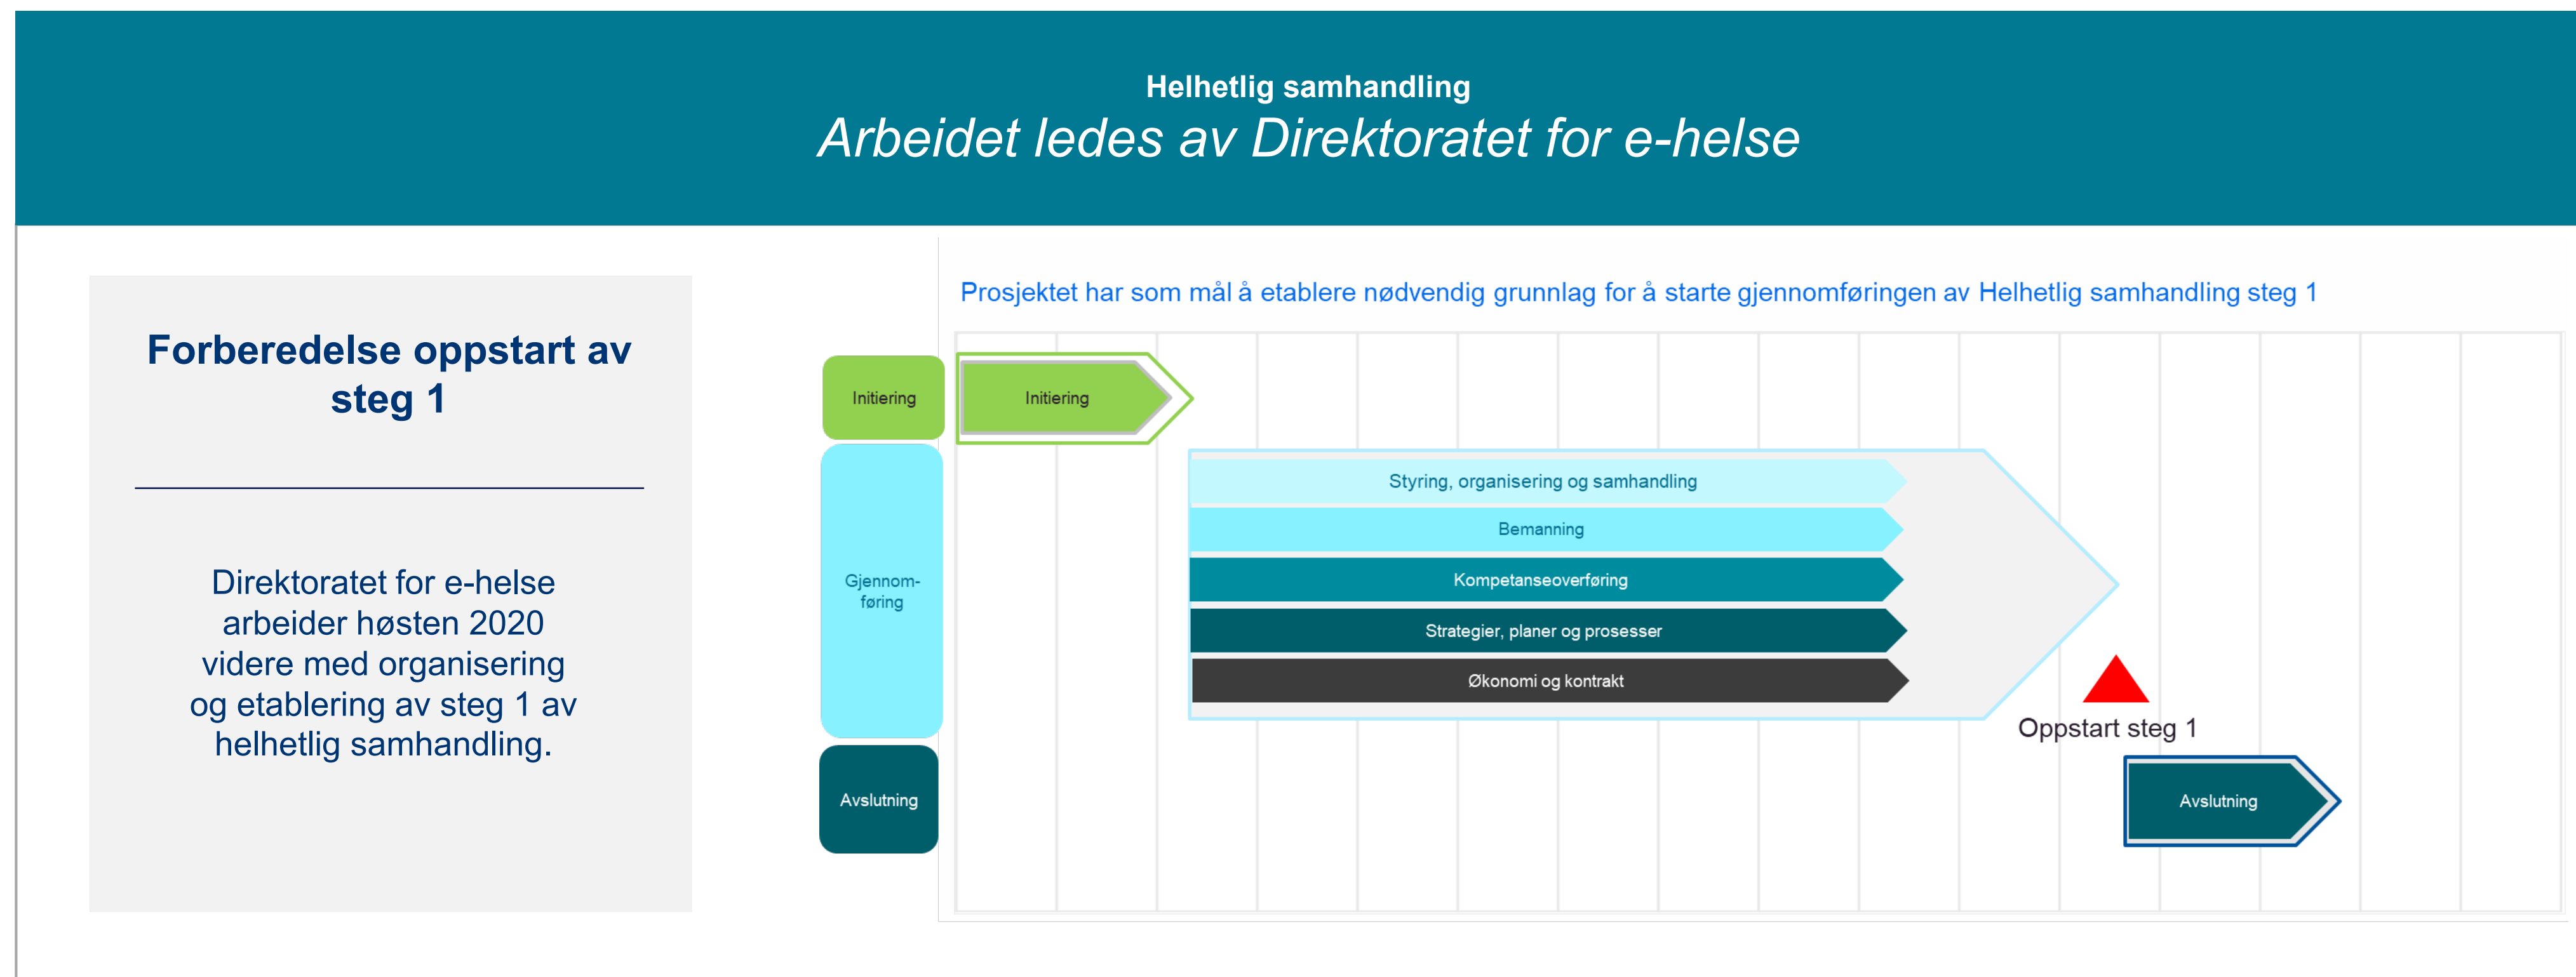 Helhetlig samhandling
Arbeidet ledes av Direktoratet for e-helse
Forberedelse oppstart av
steg 1
Direktoratet for e-helse
arbeider høsten 2020
videre med organisering
og etablering av steg 1 av
helhetlig samhandling.
Prosjektet har som mål å etablere nødvendig grunnlag for å starte gjennomføringen av Helhetlig samhandling steg 1
Initiering
Initiering
Gjennom-
føring
Styring, organisering og samhandling
Bemanning
Kompetanseoverføring
Strategier, planer og prosesser
Økonomi og kontrakt
Oppstart steg 1
Avslutning
Avslutning